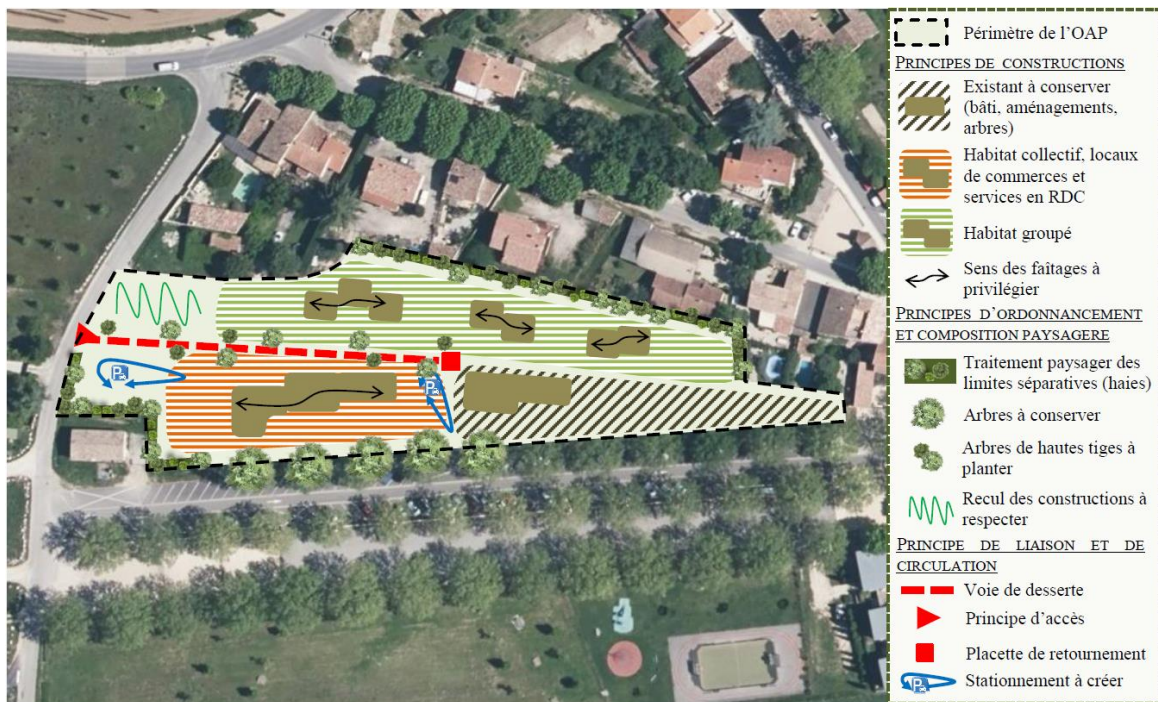 Périmètre de l'OAP
PRINCIPES DE CONSTRUCTIONS
Existant à conserver
(bâti, aménagements,
arbres)
Habitat collectif, locaux
de commerces et
services en RDC
Habitat groupé
Sens des faîtages à
privilégier
PRINCIPES D'ORDONNANCEMENT
ET COMPOSITION PAYSAGERE
Traitement paysager des
limites séparatives (haies)
Arbres à conserver
Arbres de hautes tiges à
planter
Recul des constructions à
respecter
PRINCIPE DE LIAISON ET DE
CIRCULATION
Voie de desserte
Principe d'accès
Placette de retournement
Stationnement à créer
P
P
P